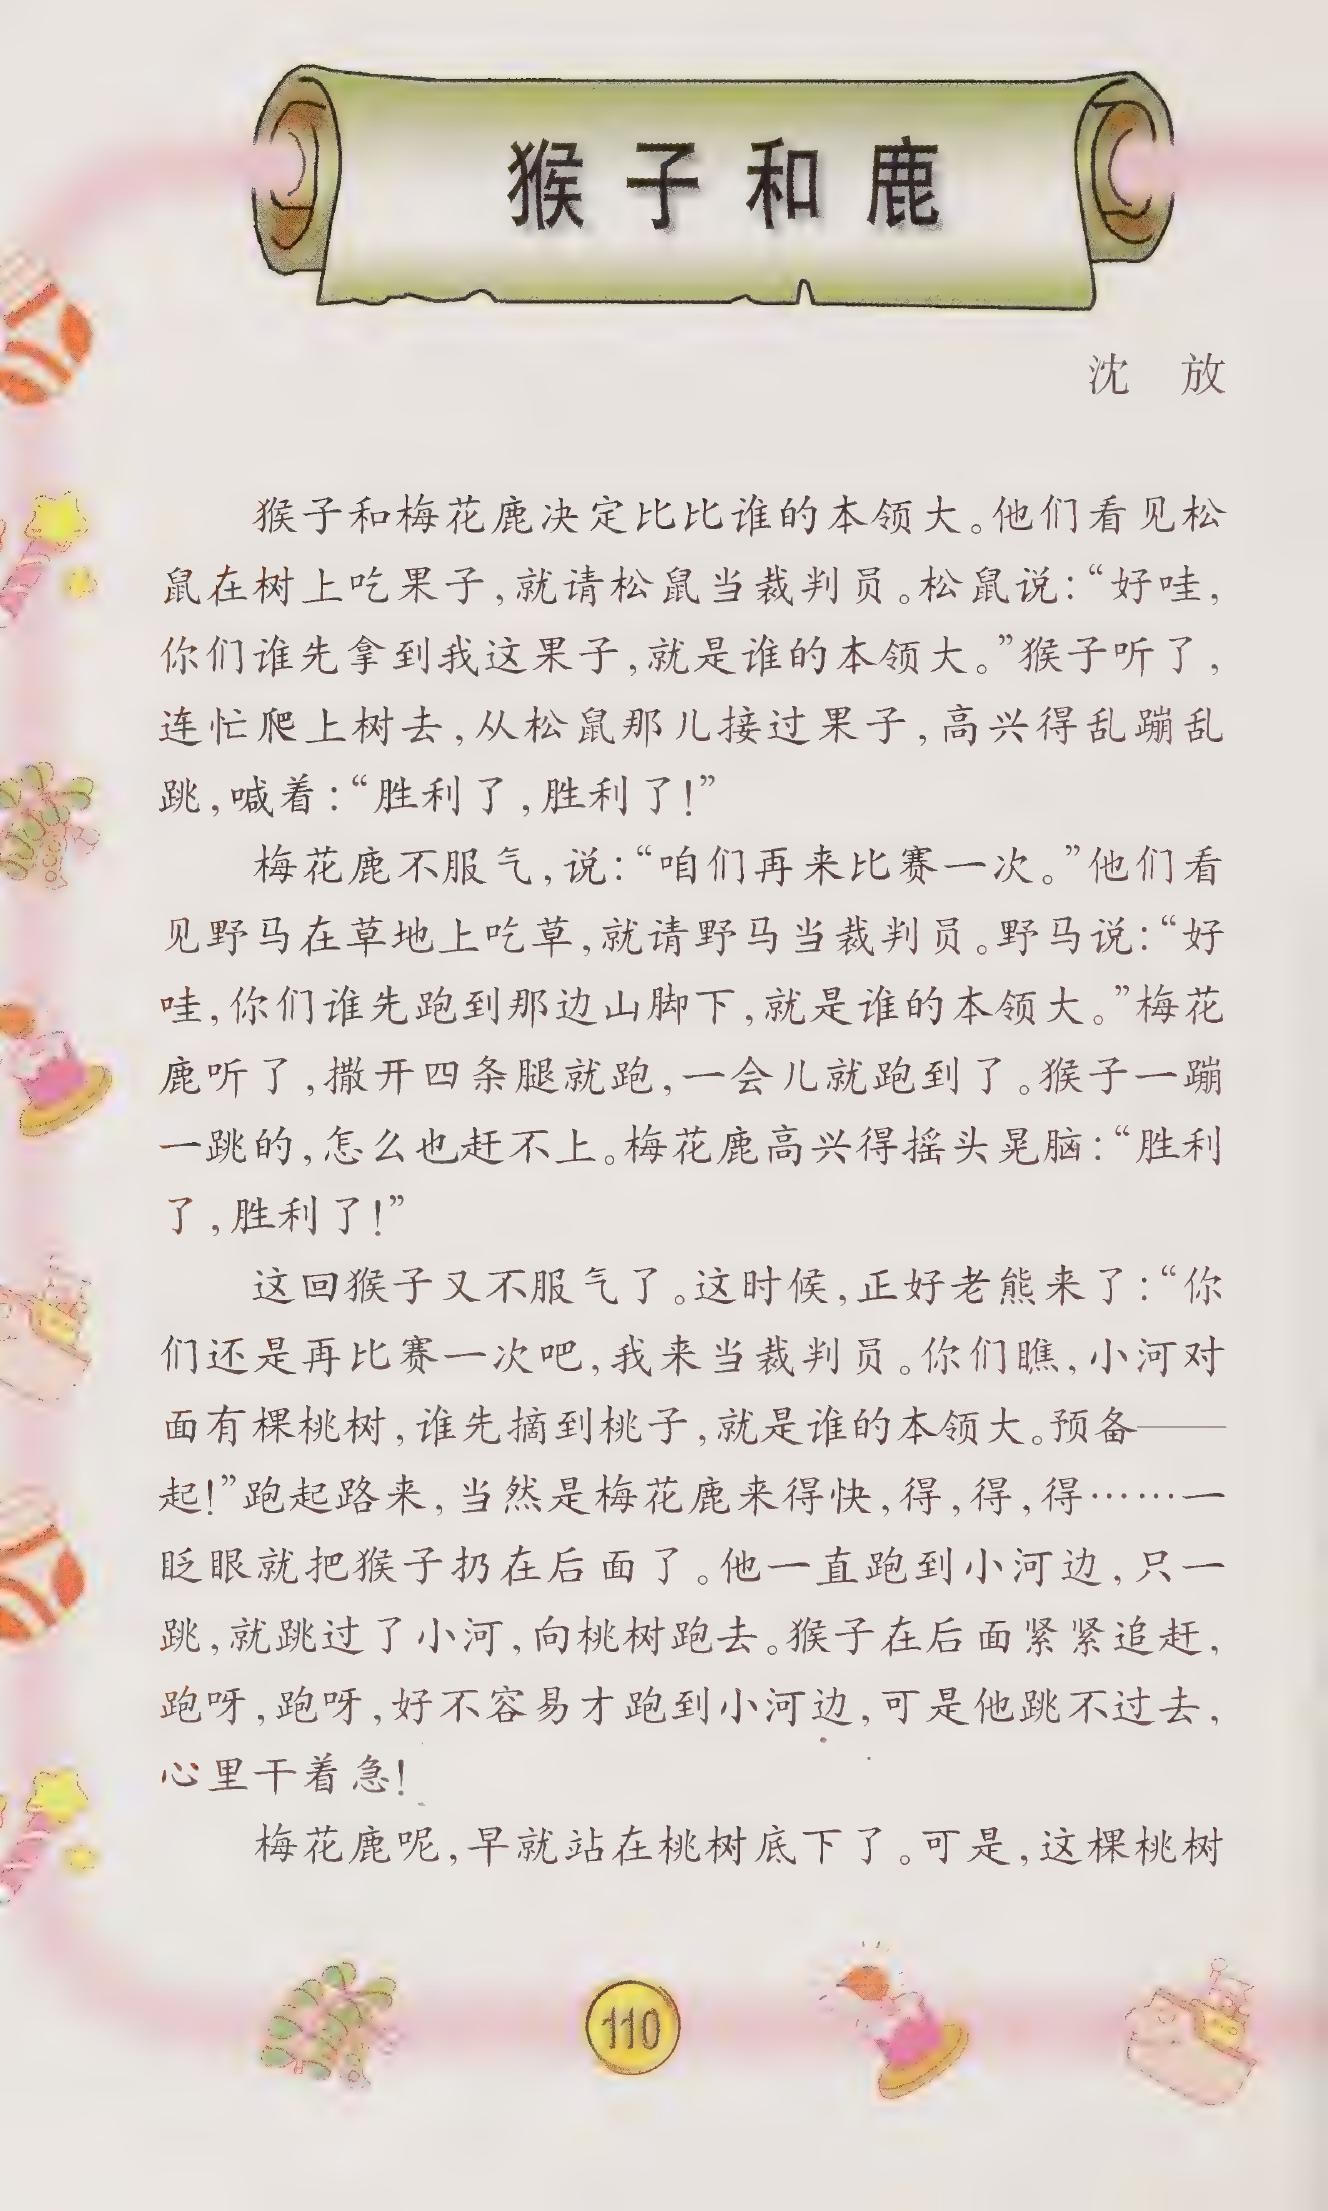 猴子和鹿
沈 放
猴子和梅花鹿决定比比谁的本领大。他们看见松
鼠在树上吃果子,就请松鼠当裁判员。松鼠说:“好哇,
你们谁先拿到我这果子,就是谁的本领大。”猴子听了,
连忙爬上树去,从松鼠那儿接过果子,高兴得乱蹦乱
跳,喊着:“胜利了,胜利了!”
梅花鹿不服气,说:“咱们再来比赛一次。”他们看
见野马在草地上吃草,就请野马当裁判员。野马说:“好
哇,你们谁先跑到那边山脚下,就是谁的本领大。”梅花
鹿听了,撒开四条腿就跑,一会儿就跑到了。猴子一蹦
一跳的,怎么也赶不上。梅花鹿高兴得摇头晃脑:“胜利
了,胜利了!”
这回猴子又不服气了。这时候,正好老熊来了:“你
们还是再比赛一次吧,我来当裁判员。你们瞧,小河对
面有棵桃树,谁先摘到桃子,就是谁的本领大。预备——
起!”跑起路来,当然是梅花鹿来得快,得,得,得……一
眨眼就把猴子扔在后面了。他一直跑到小河边,只一
跳,就跳过了小河,向桃树跑去。猴子在后面紧紧追赶,
跑呀,跑呀,好不容易才跑到小河边,可是他跳不过去,
心里干着急!
梅花鹿呢,早就站在桃树底下了。可是,这棵桃树
110